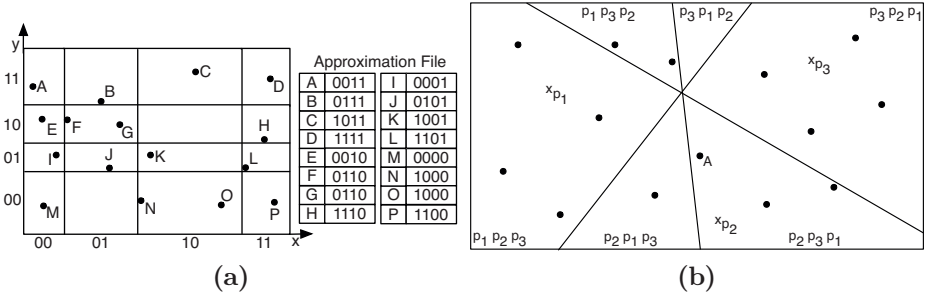 p₁ p₃ p₂
p₃ p₁ p₂
p₃ p₂ p₁
y
Approximation File
11
A
B
C
D
A 0011 I 0001
B 0111 J 0101
C 1011 K 1001
D 1111 L 1101
E 0010 M 0000
F 0110 N 1000
G 0110 O 1000
H 1110 P 1100
10
E
F
G
H
01
I
J
K
L
00
M
N
O
P
00 01 10 11 x
xp₁
xp₃
A
xp₂
p₁ p₂ p₃
p₂ p₁ p₃
p₂ p₃ p₁
(a)
(b)